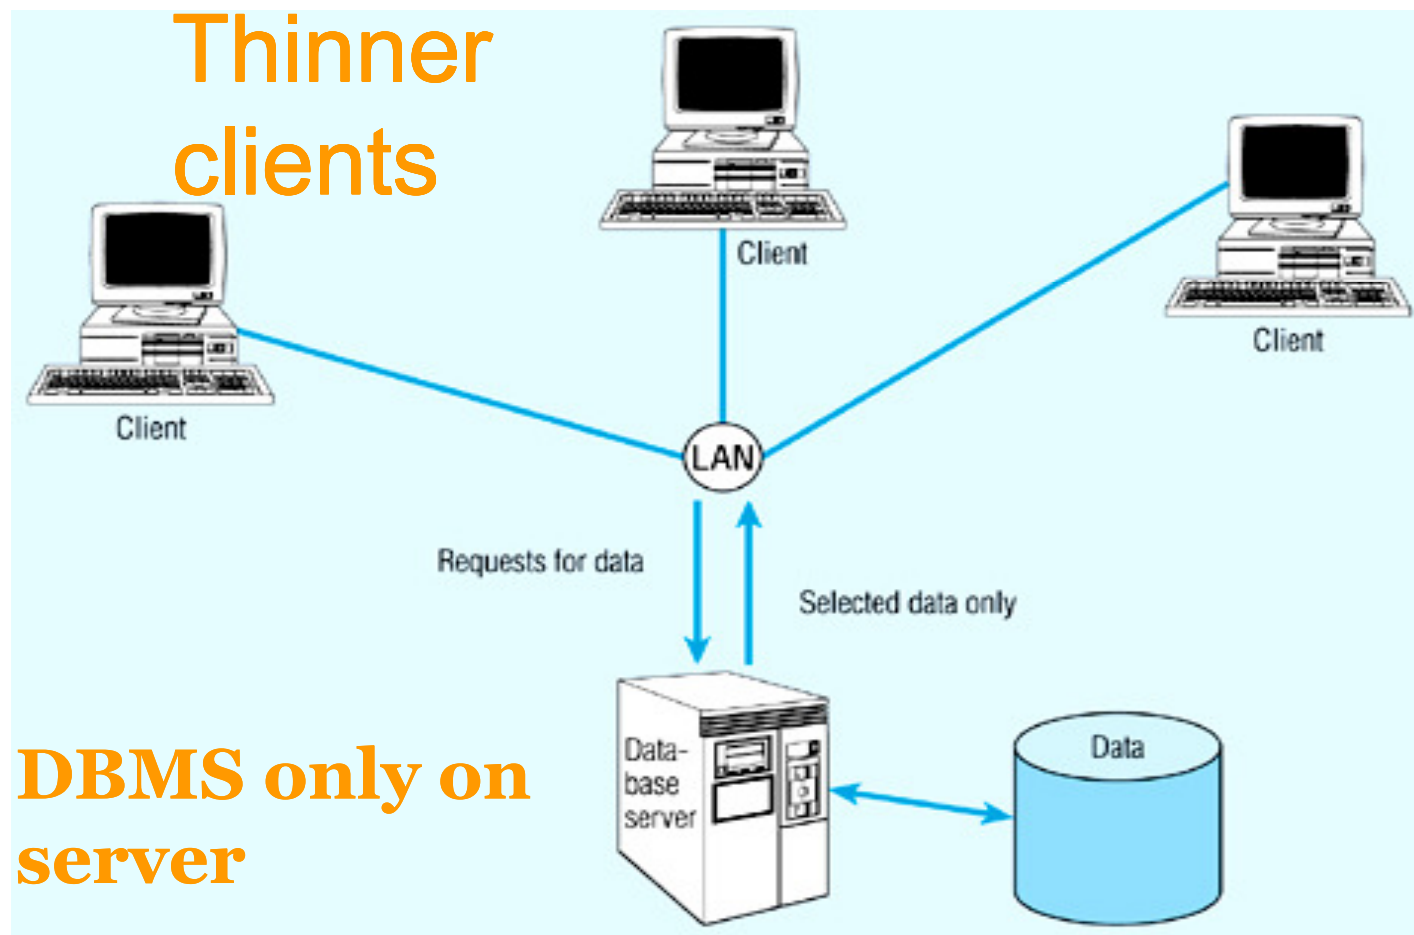 Thinner
clients
Client
Client
Client
LAN
Requests for data
Selected data only
Data-
base
server
Data
DBMS only on
server